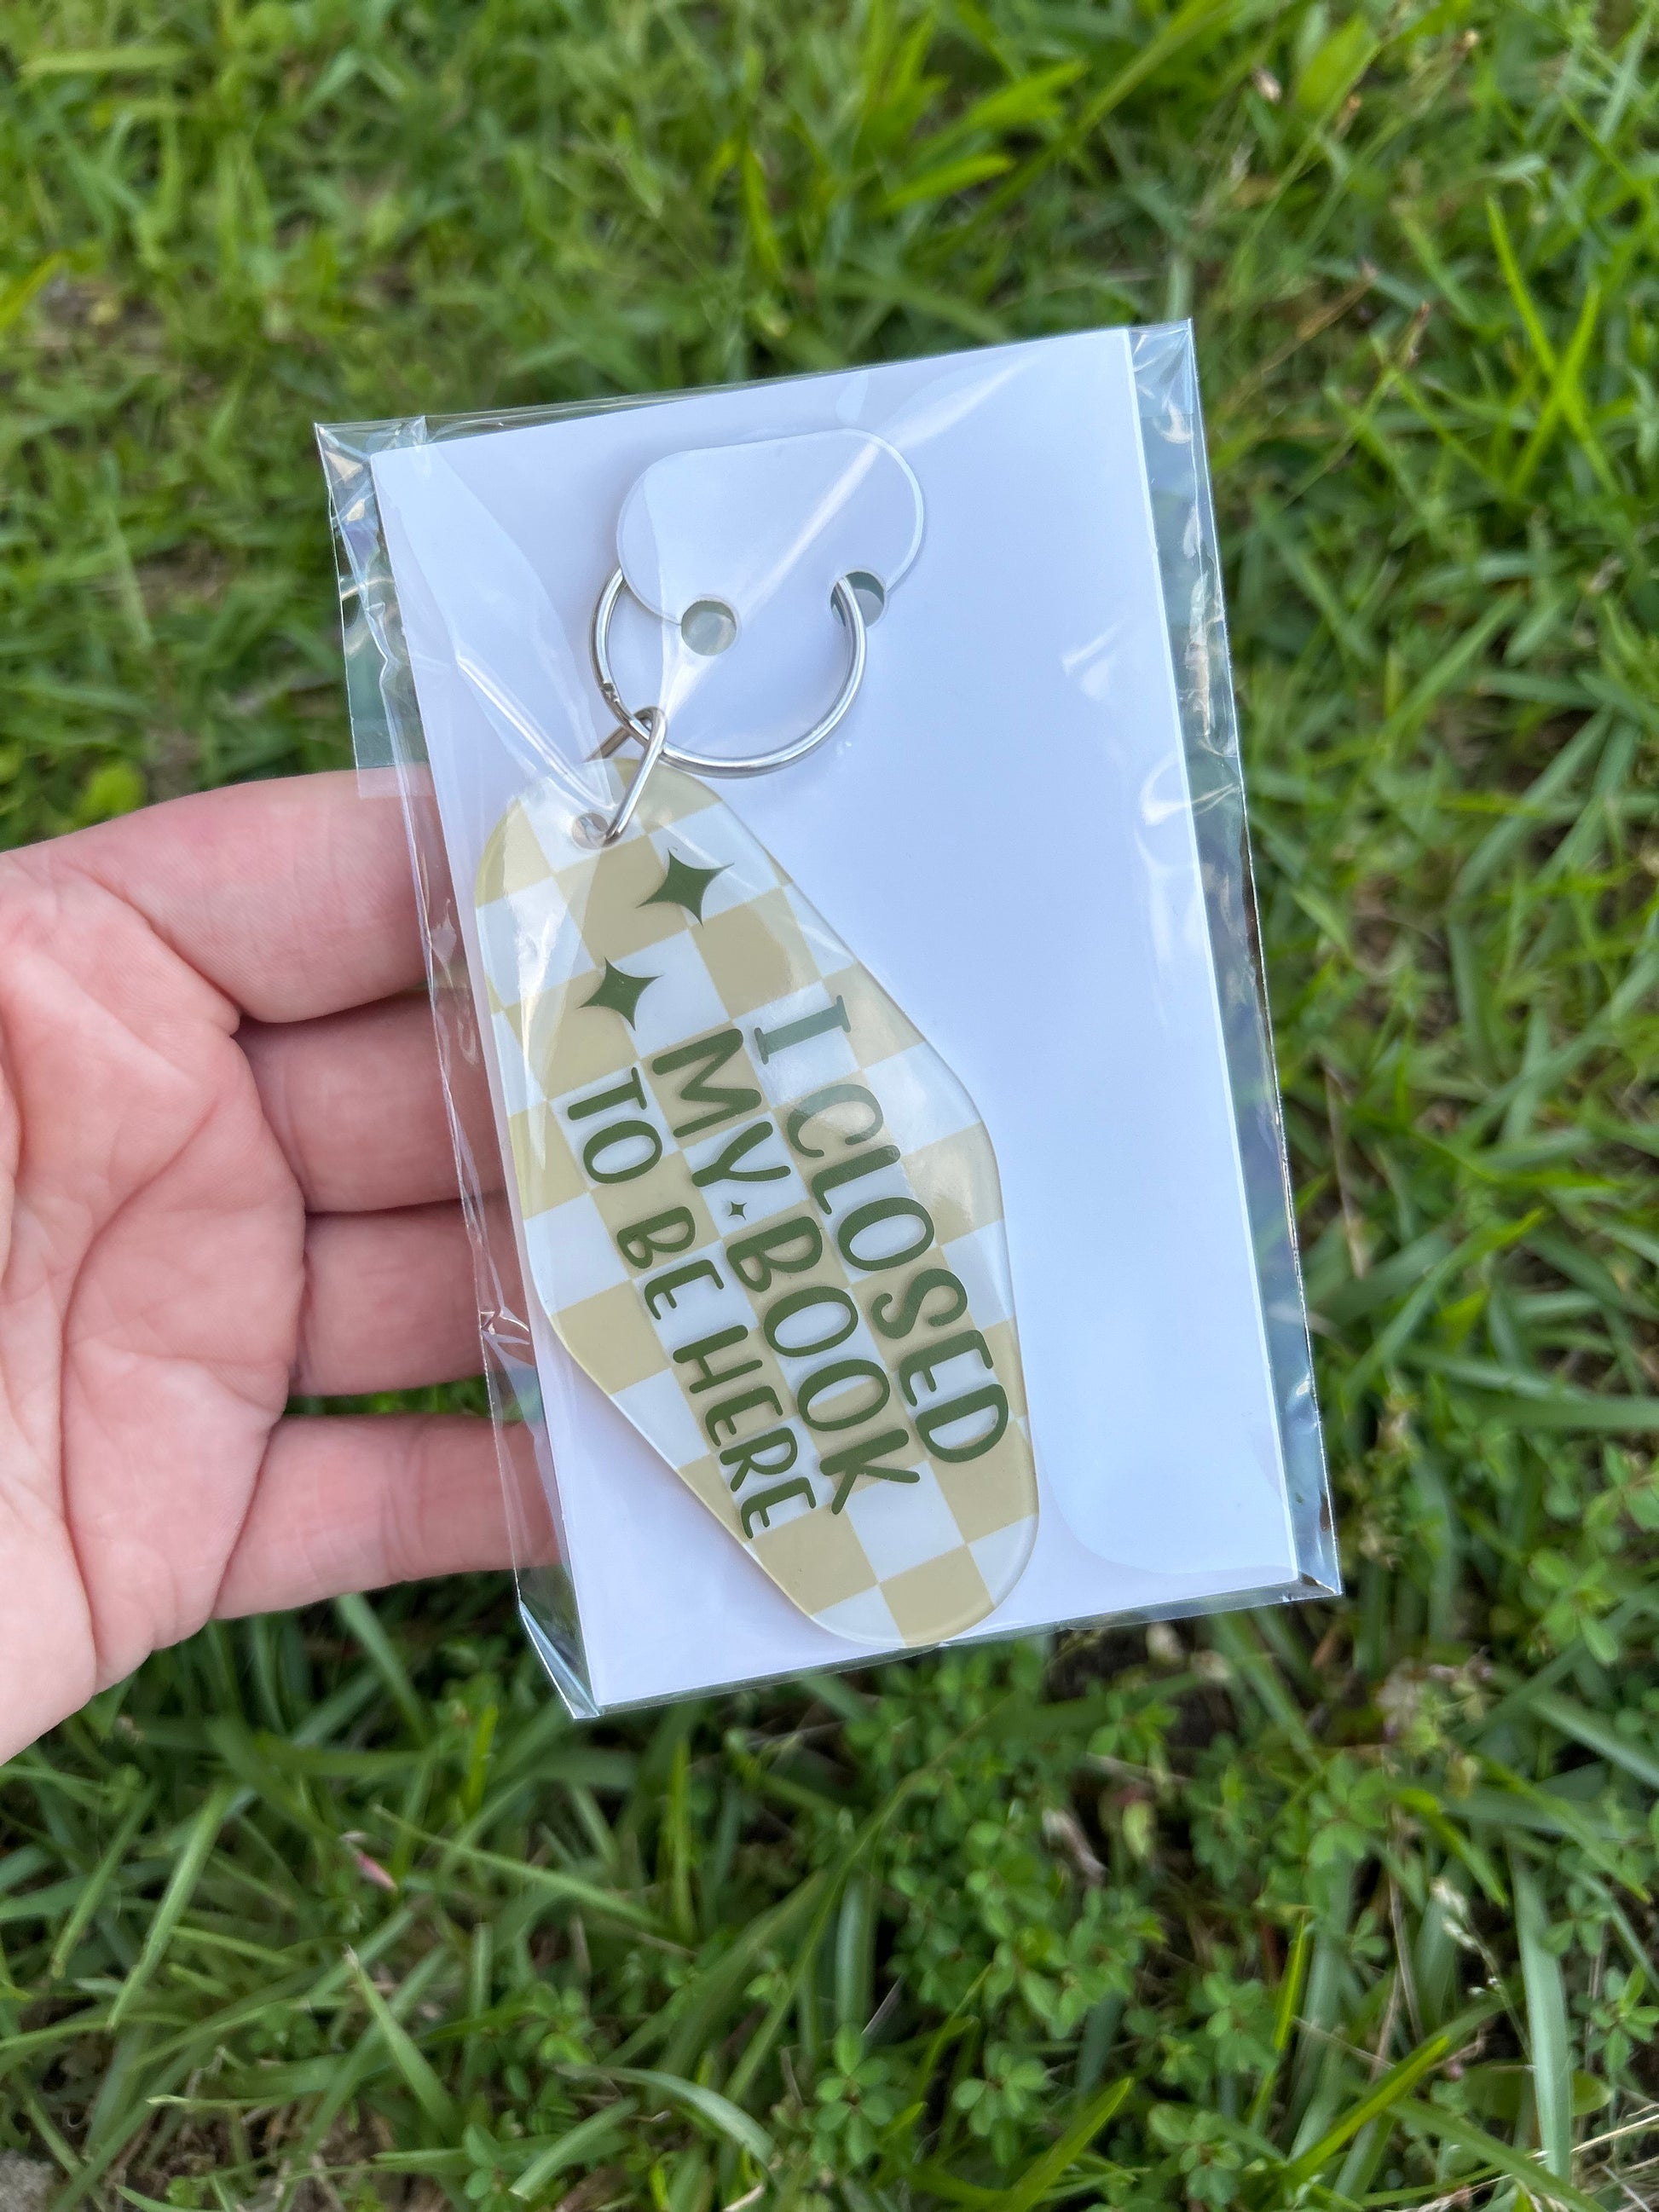 I CLOSED
MY BOOK
TO BE HERE